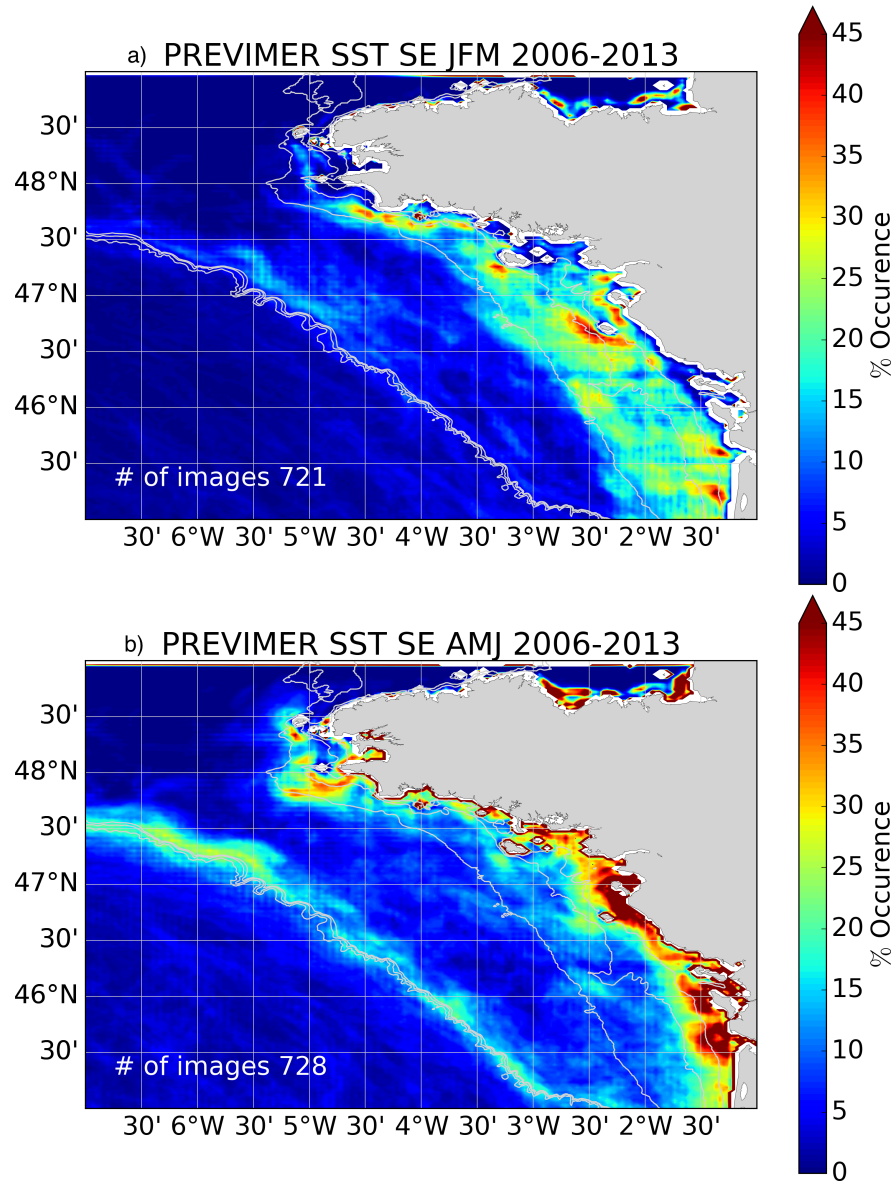 a) PREVIMER SST SE JFM 2006-2013
30'
48°N
30'
47°N
30'
46°N
30'
# of images 721
30' 6°W 30' 5°W 30' 4°W 30' 3°W 30' 2°W 30'
45
40
35
30
25
20
15
10
5
0
% Occurence
b) PREVIMER SST SE AMJ 2006-2013
30'
48°N
30'
47°N
30'
46°N
30'
# of images 728
30' 6°W 30' 5°W 30' 4°W 30' 3°W 30' 2°W 30'
45
40
35
30
25
20
15
10
5
0
% Occurence